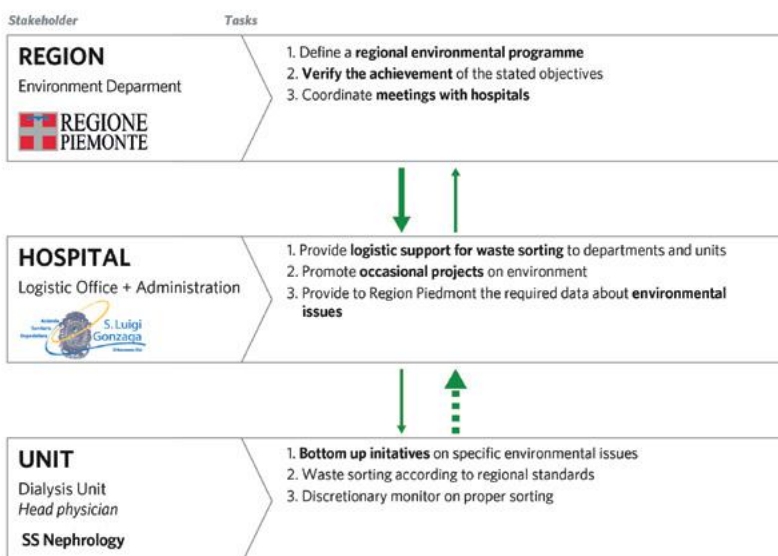 Stakeholder Tasks
REGION
Environment Deparment
REGIONE
PIEMONTE
1. Define a regional environmental programme
2. Verify the achievement of the stated objectives
3. Coordinate meetings with hospitals
HOSPITAL
Logistic Office + Administration
S. Luigi
Gonzaga
1. Provide logistic support for waste sorting to departments and units
2. Promote occasional projects on environment
3. Provide to Region Piedmont the required data about environmental
issues
UNIT
Dialysis Unit
Head physician
SS Nephrology
1. Bottom up initatives on specific environmental issues
2. Waste sorting according to regional standards
3. Discretionary monitor on proper sorting